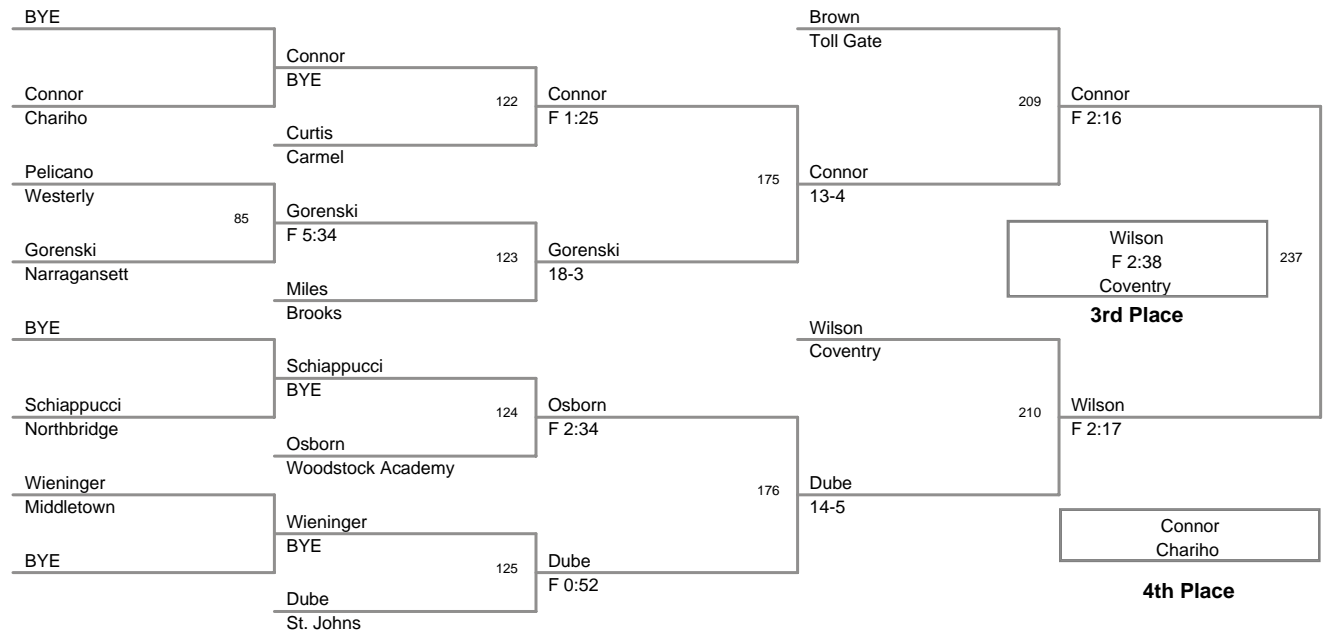 BYE
Connor
Chariho
Pelicano
Westerly
85
Gorenski
Narragansett
BYE
Schiappucci
Northbridge
Wieninger
Middletown
BYE
Connor
BYE
122
Curtis
Carmel
Gorenski
F 5:34
123
Miles
Brooks
Schiappucci
BYE
124
Osborn
Woodstock Academy
Wieninger
BYE
125
Dube
St. Johns
Connor
F 1:25
175
Gorenski
18-3
Osborn
F 2:34
176
Dube
F 0:52
Brown
Toll Gate
209
Connor
13-4
Wilson
Coventry
210
Dube
14-5
Connor
F 2:16
Wilson
F 2:38
Coventry
237
3rd Place
Wilson
F 2:17
Connor
Chariho
4th Place